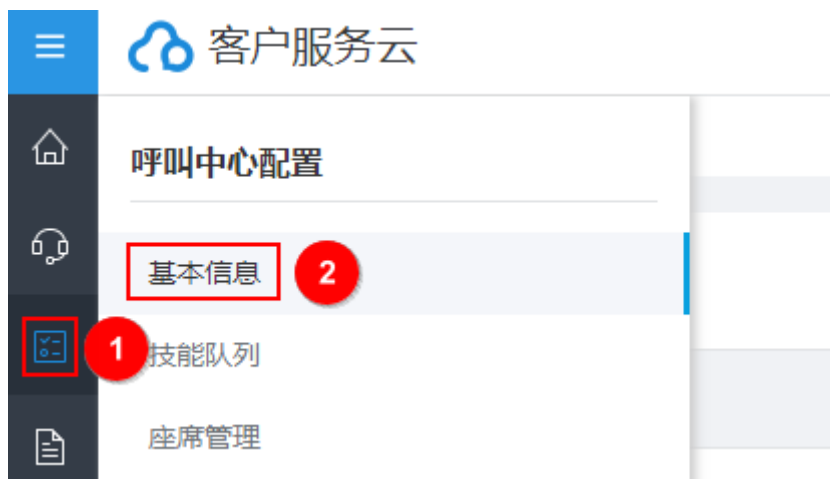 客户服务云
呼叫中心配置
基本信息 2
1 技能队列
座席管理